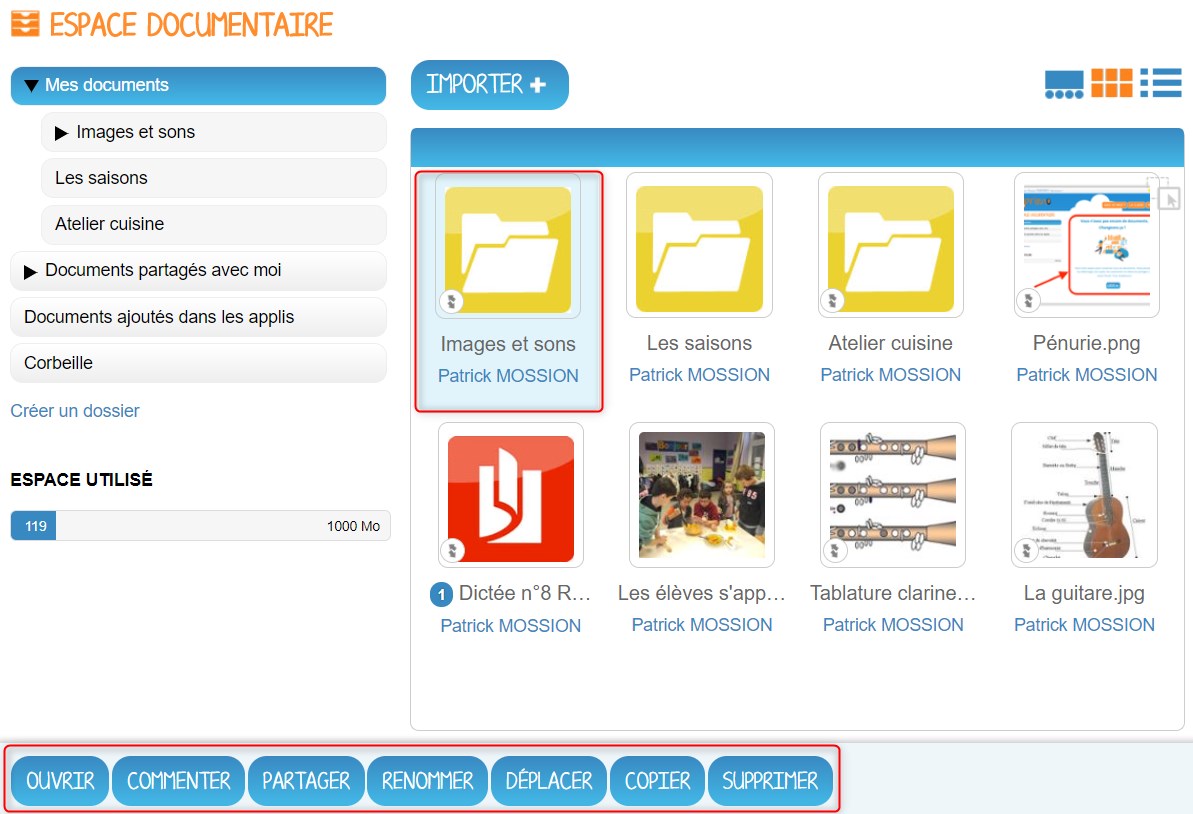 ESPACE DOCUMENTAIRE
Mes documents
Images et sons
Les saisons
Atelier cuisine
Documents partagés avec moi
Documents ajoutés dans les applis
Corbeille
Créer un dossier
ESPACE UTILISÉ
119 1000 Mo
IMPORTER +
Images et sons
Patrick MOSSION
Les saisons
Patrick MOSSION
Atelier cuisine
Patrick MOSSION
Pénurie.png
Patrick MOSSION
1 Dictée n°8 R...
Patrick MOSSION
Les élèves s'app...
Patrick MOSSION
Tablature clarine...
Patrick MOSSION
La guitare.jpg
Patrick MOSSION
OUVRIR COMMENTER PARTAGER RENOMMER DÉPLACER COPIER SUPPRIMER